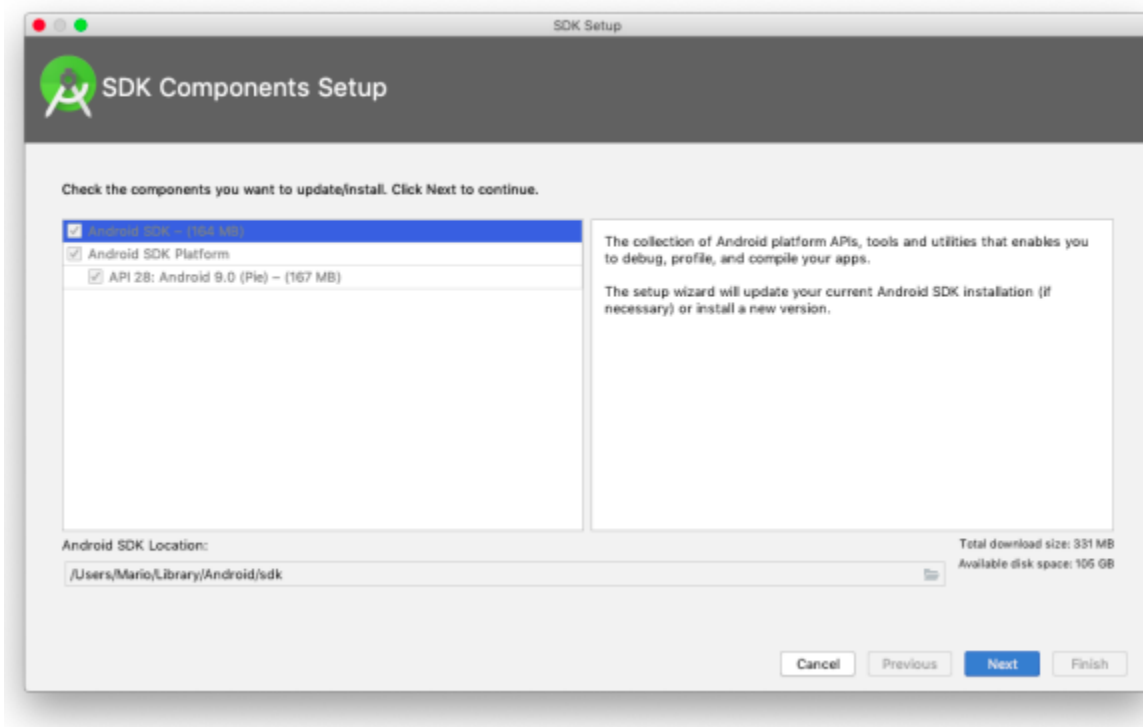 SDK Setup
SDK Components Setup
Check the components you want to update/install. Click Next to continue.
Android SDK – (164 MB)
Android SDK Platform
API 28: Android 9.0 (Pie) – (167 MB)
The collection of Android platform APIs, tools and utilities that enables you
to debug, profile, and compile your apps.
The setup wizard will update your current Android SDK installation (if
necessary) or install a new version.
Android SDK Location:
/Users/Mario/Library/Android/sdk
Total download size: 331 MB
Available disk space: 105 GB
Cancel Previous Next Finish